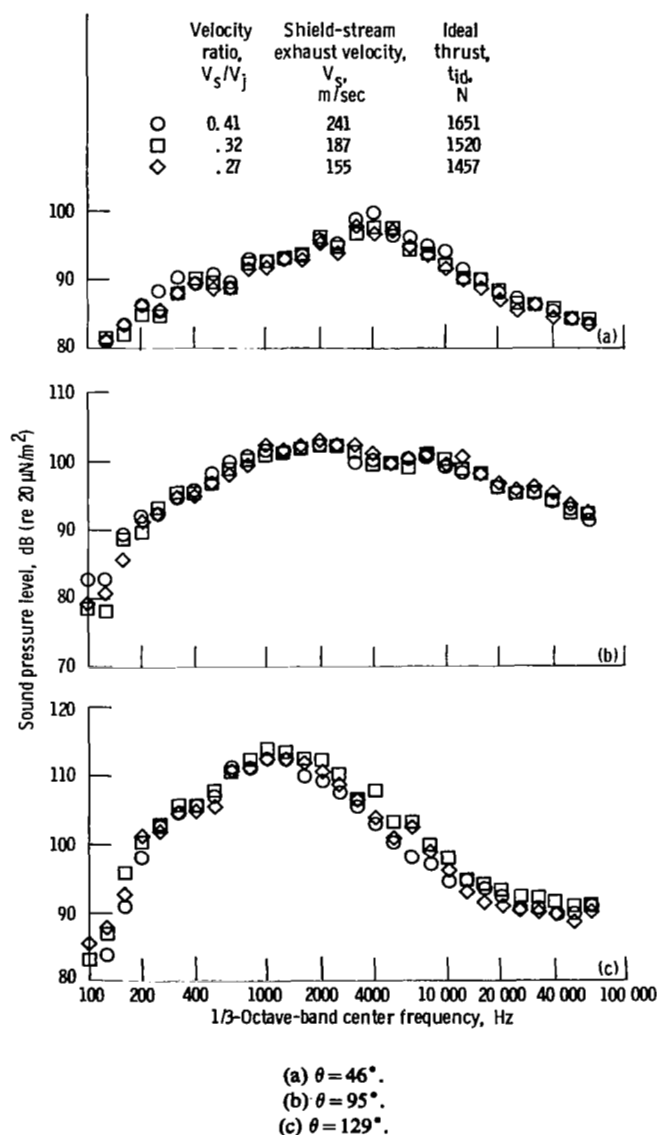 Velocity ratio, Vs/Vj
Shield-stream exhaust velocity, Vs, m/sec
Ideal thrust, tid, N
0.41 241 1651
.32 187 1520
.27 155 1457
100
90
80
(a)
110
100
90
80
70
(b)
120
110
100
90
80
(c)
Sound pressure level, dB (re 20 μN/m²)
100 200 400 1000 2000 4000 10 000 20 000 40 000 100 000
1/3-Octave-band center frequency, Hz
(a) θ=46°.
(b) θ=95°.
(c) θ=129°.